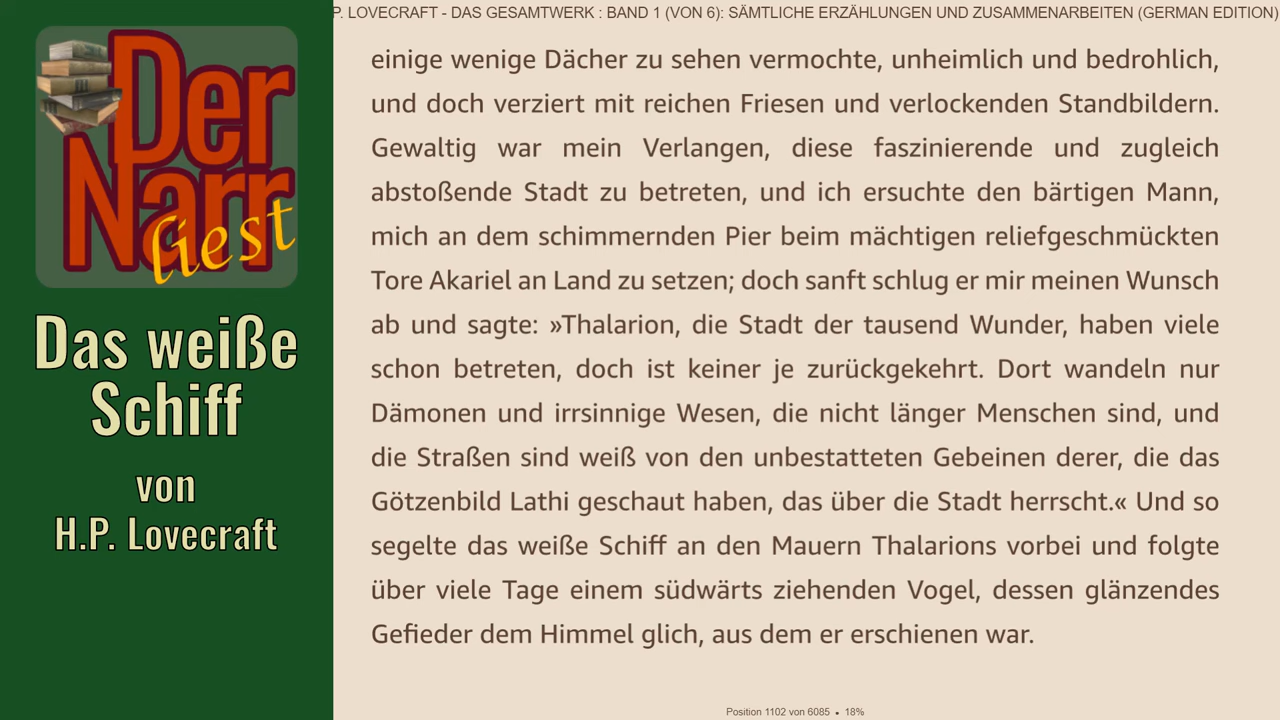 P. LOVECRAFT - DAS GESAMTWERK : BAND 1 (VON 6): SÄMTLICHE ERZÄHLUNGEN UND ZUSAMMENARBEITEN (GERMAN EDITION)
Der
Narr
liest
Das weiße
Schiff
von
H.P. Lovecraft
einige wenige Dächer zu sehen vermochte, unheimlich und bedrohlich,
und doch verziert mit reichen Friesen und verlockenden Standbildern.
Gewaltig war mein Verlangen, diese faszinierende und zugleich
abstoßende Stadt zu betreten, und ich ersuchte den bärtigen Mann,
mich an dem schimmernden Pier beim mächtigen reliefgeschmückten
Tore Akariel an Land zu setzen; doch sanft schlug er mir meinen Wunsch
ab und sagte: »Thalarion, die Stadt der tausend Wunder, haben viele
schon betreten, doch ist keiner je zurückgekehrt. Dort wandeln nur
Dämonen und irrsinnige Wesen, die nicht länger Menschen sind, und
die Straßen sind weiß von den unbestatteten Gebeinen derer, die das
Götzenbild Lathi geschaut haben, das über die Stadt herrscht.« Und so
segelte das weiße Schiff an den Mauern Thalarions vorbei und folgte
über viele Tage einem südwärts ziehenden Vogel, dessen glänzendes
Gefieder dem Himmel glich, aus dem er erschienen war.
Position 1102 von 6085 • 18%